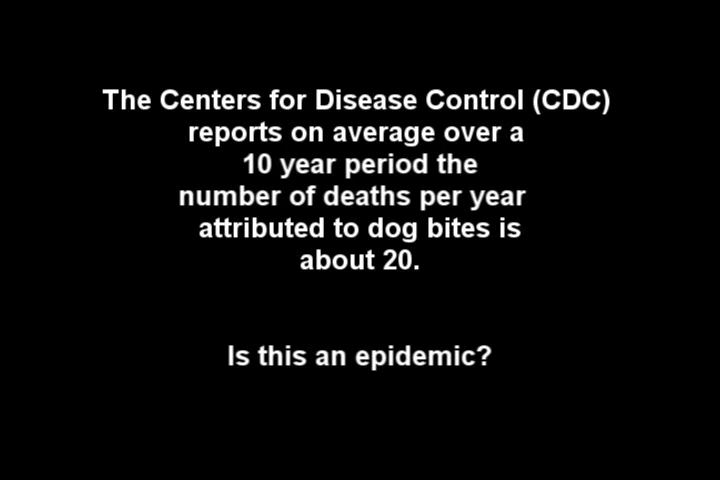 The Centers for Disease Control (CDC)
reports on average over a
10 year period the
number of deaths per year
attributed to dog bites is
about 20.
Is this an epidemic?